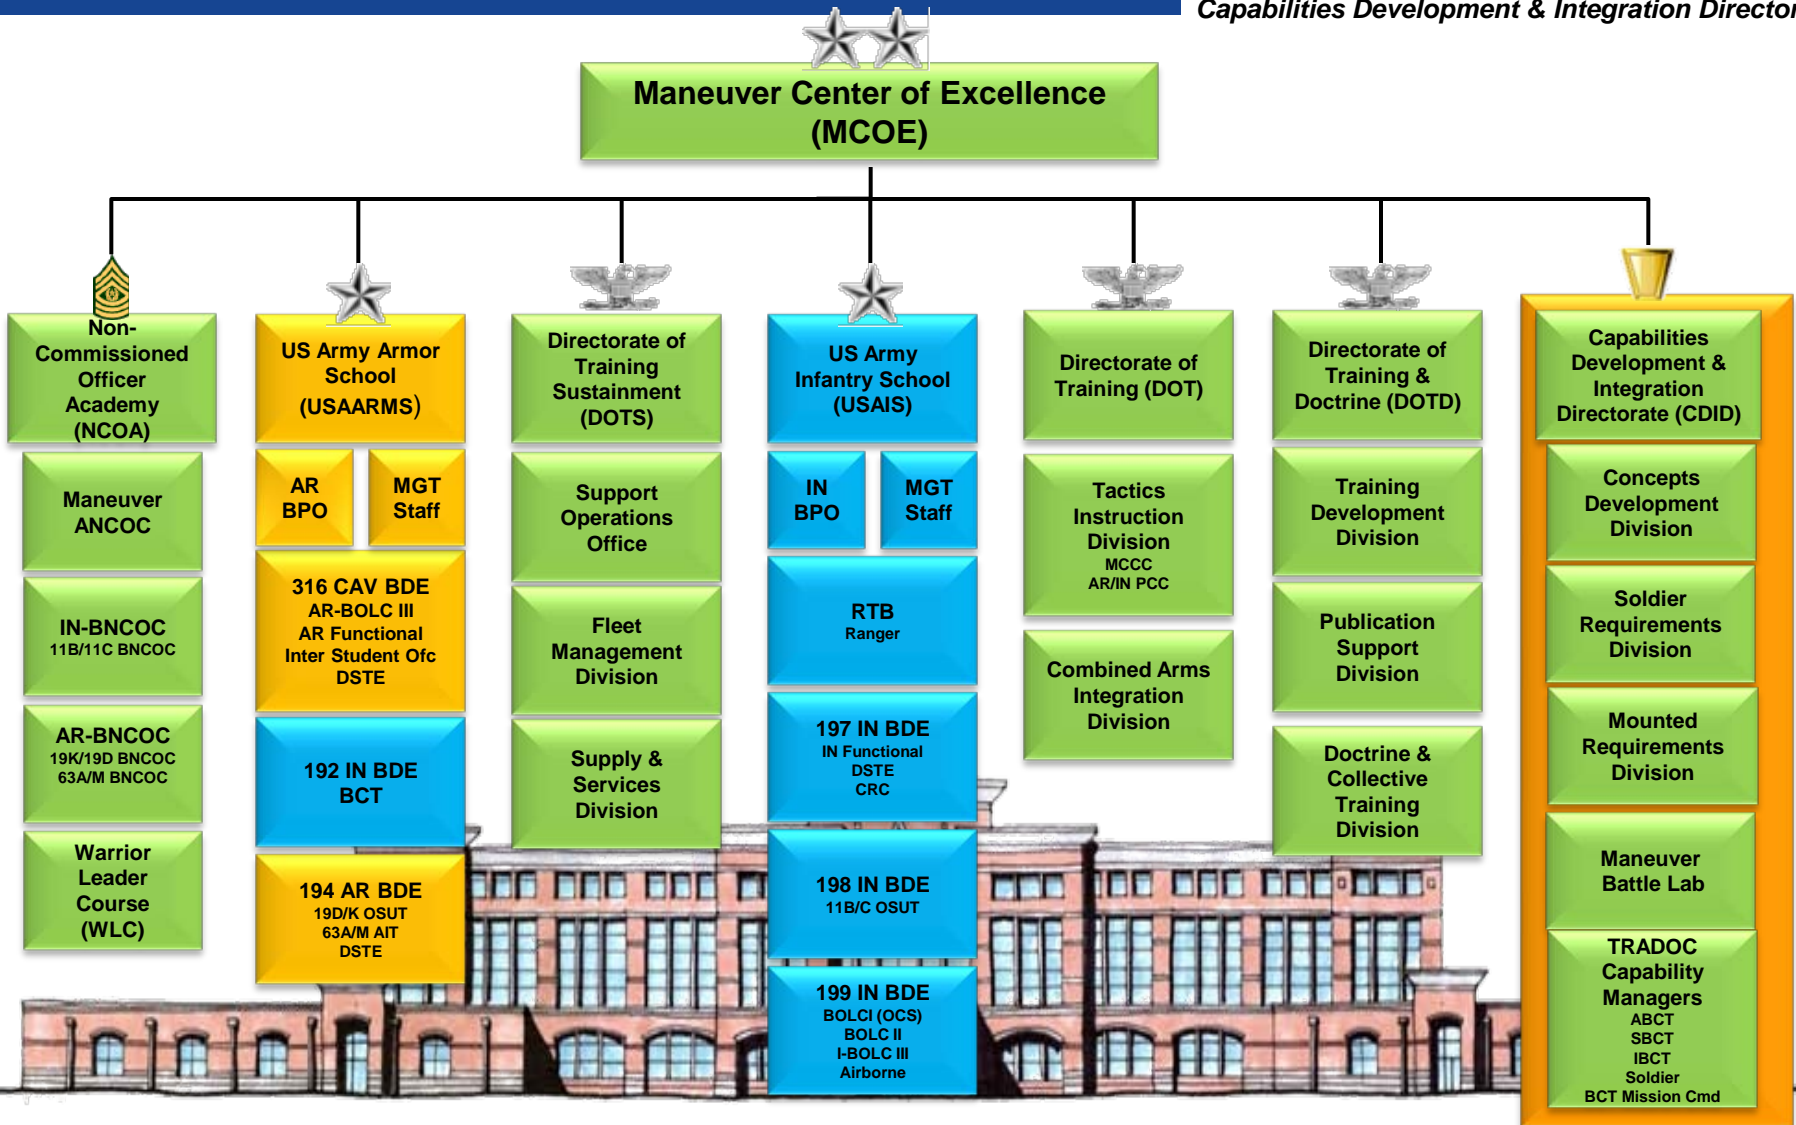 Capabilities Development & Integration Director
Maneuver Center of Excellence
(MCOE)
Non-
Commissioned
Officer
Academy
(NCOA)
Maneuver
ANCOC
IN-BNCOC
11B/11C BNCOC
AR-BNCOC
19K/19D BNCOC
63A/M BNCOC
Warrior
Leader
Course
(WLC)
US Army Armor
School
(USAARMS)
AR
BPO
MGT
Staff
316 CAV BDE
AR-BOLC III
AR Functional
Inter Student Ofc
DSTE
192 IN BDE
BCT
194 AR BDE
19D/K OSUT
63A/M AIT
DSTE
Directorate of
Training
Sustainment
(DOTS)
Support
Operations
Office
Fleet
Management
Division
Supply &
Services
Division
US Army
Infantry School
(USAIS)
IN
BPO
MGT
Staff
RTB
Ranger
197 IN BDE
IN Functional
DSTE
CRC
198 IN BDE
11B/C OSUT
199 IN BDE
BOLCI (OCS)
BOLC II
I-BOLC III
Airborne
Directorate of
Training (DOT)
Tactics
Instruction
Division
MCCC
AR/IN PCC
Combined Arms
Integration
Division
Directorate of
Training &
Doctrine (DOTD)
Training
Development
Division
Publication
Support
Division
Doctrine &
Collective
Training
Division
Capabilities
Development &
Integration
Directorate (CDID)
Concepts
Development
Division
Soldier
Requirements
Division
Mounted
Requirements
Division
Maneuver
Battle Lab
TRADOC
Capability
Managers
ABCT
SBCT
IBCT
Soldier
BCT Mission Cmd